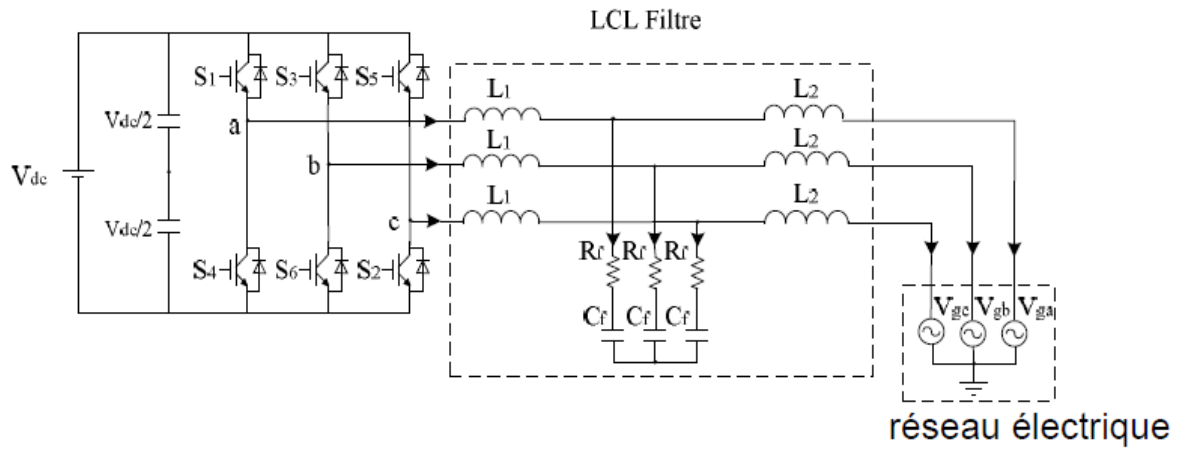 LCL Filtre
S1 S3 S5
L1 L2
Vdc/2 a
L1 L2
b
Vdc
L1 L2
Vdc/2 c
Rf Rf Rf
S4 S6 S2
Cf Cf Cf
Vgc Vgb Vga
réseau électrique